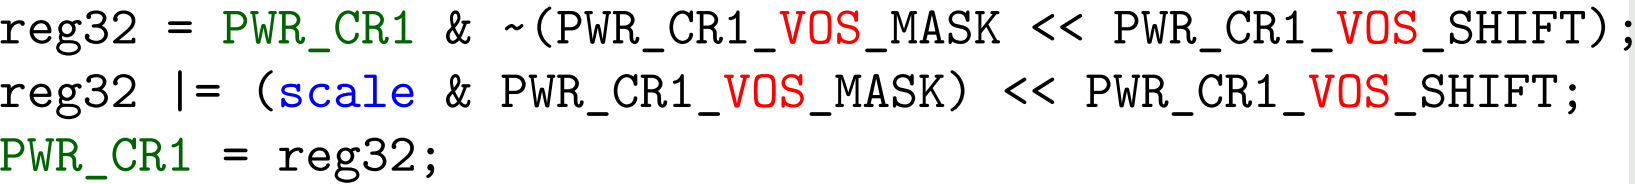 reg32 = PWR_CR1 & ~(PWR_CR1_VOS_MASK << PWR_CR1_VOS_SHIFT);
reg32 |= (scale & PWR_CR1_VOS_MASK) << PWR_CR1_VOS_SHIFT;
PWR_CR1 = reg32;